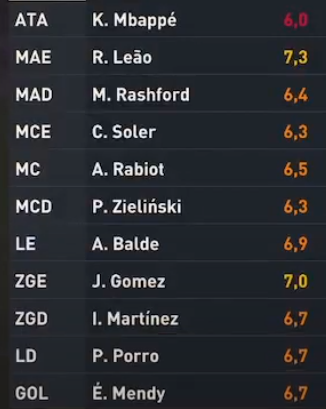 ATA K. Mbappé 6,0
MAE R. Leão 7,3
MAD M. Rashford 6,4
MCE C. Soler 6,3
MC A. Rabiot 6,5
MCD P. Zieliński 6,3
LE A. Balde 6,9
ZGE J. Gomez 7,0
ZGD I. Martínez 6,7
LD P. Porro 6,7
GOL É. Mendy 6,7